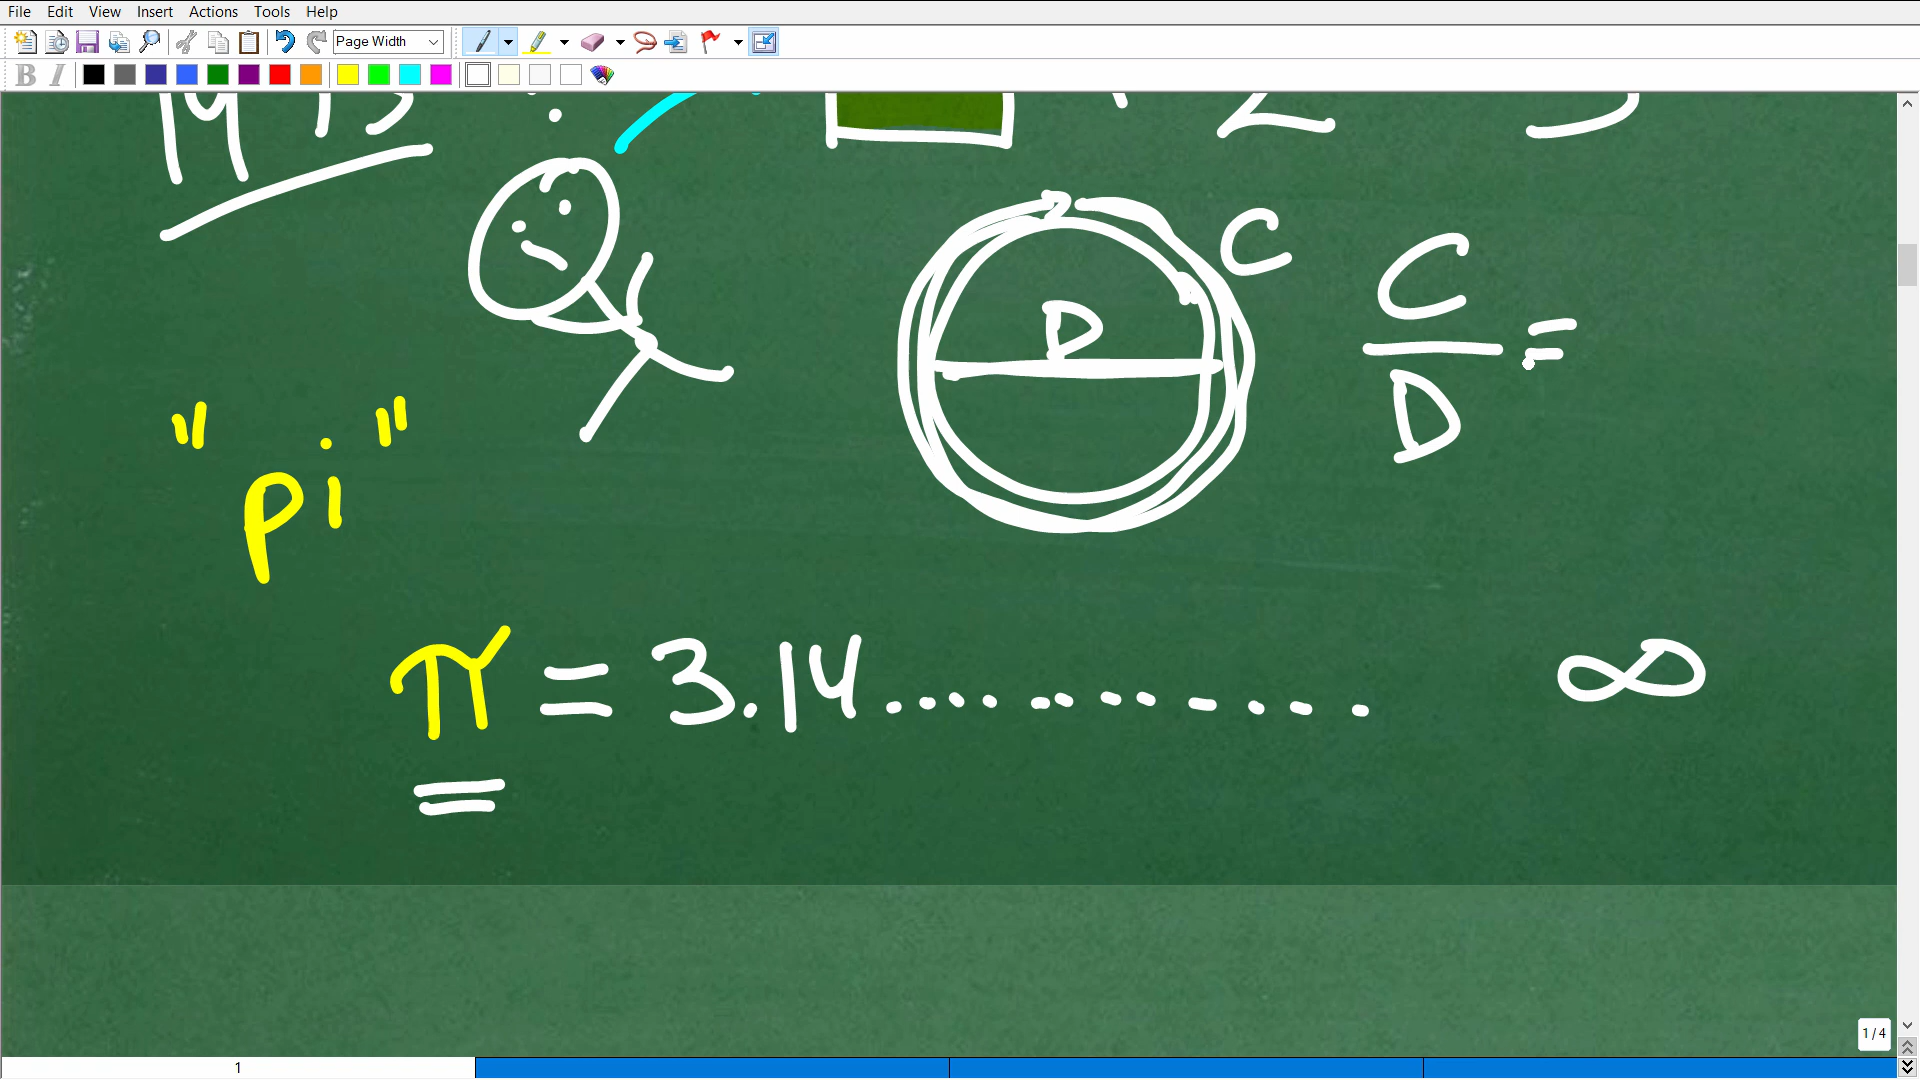 File Edit View Insert Actions Tools Help
Page Width
B I
C
D
C
D
=
"pi"
π = 3.14.............. ∞
1 / 4
1